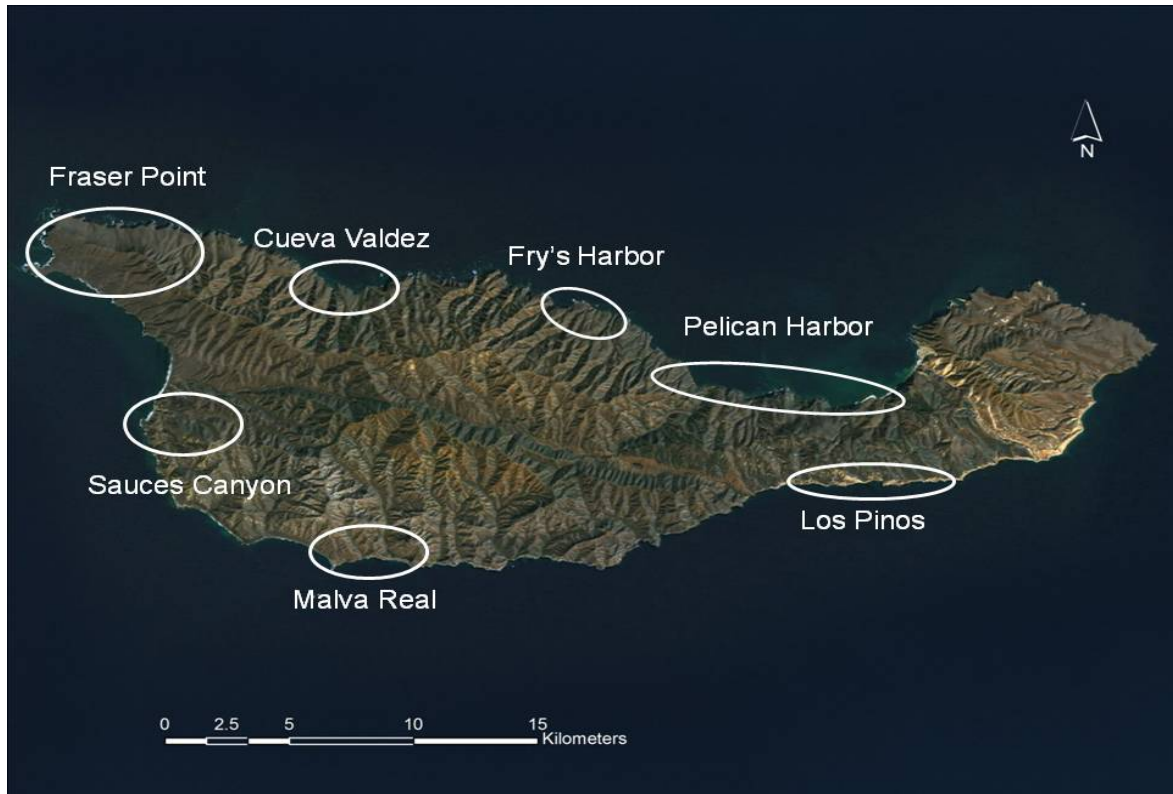 N
Fraser Point
Cueva Valdez
Fry's Harbor
Pelican Harbor
Sauces Canyon
Los Pinos
Malva Real
0 2.5 5 10 15
Kilometers